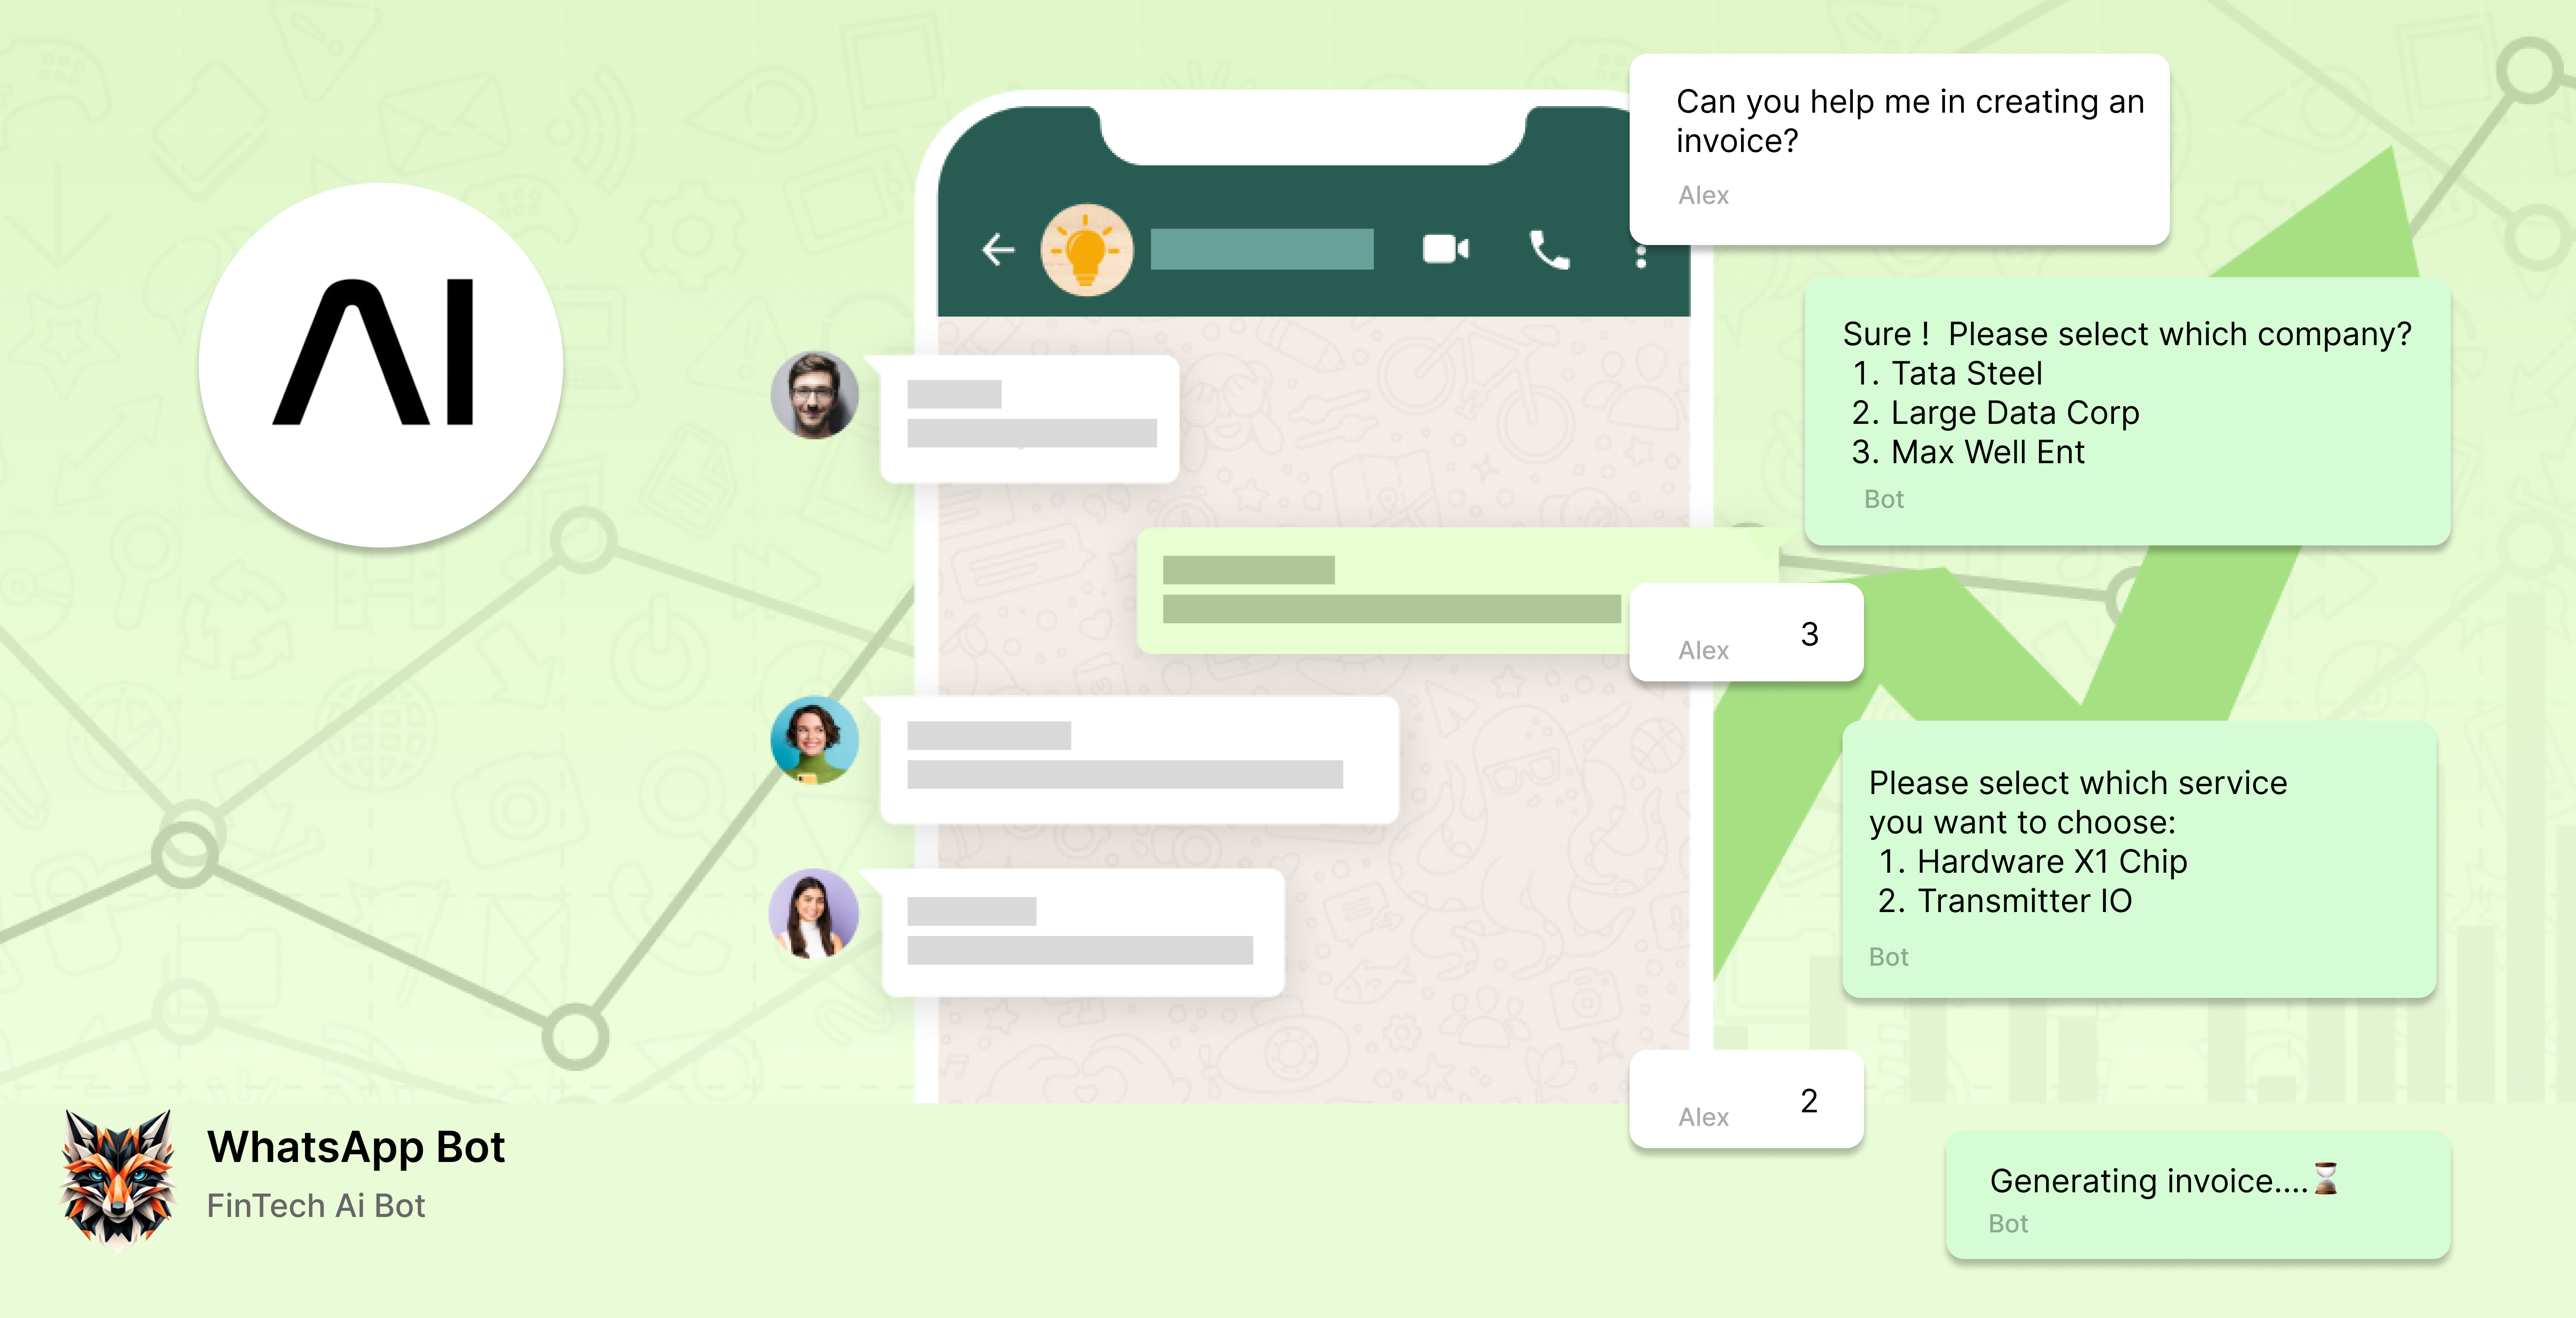 AI
WhatsApp Bot
FinTech Ai Bot
Can you help me in creating an
invoice?
Alex
Sure !  Please select which company?
1. Tata Steel
2. Large Data Corp
3. Max Well Ent
Bot
Alex 3
Please select which service
you want to choose:
1. Hardware X1 Chip
2. Transmitter IO
Bot
Alex 2
Generating invoice....⌛
Bot